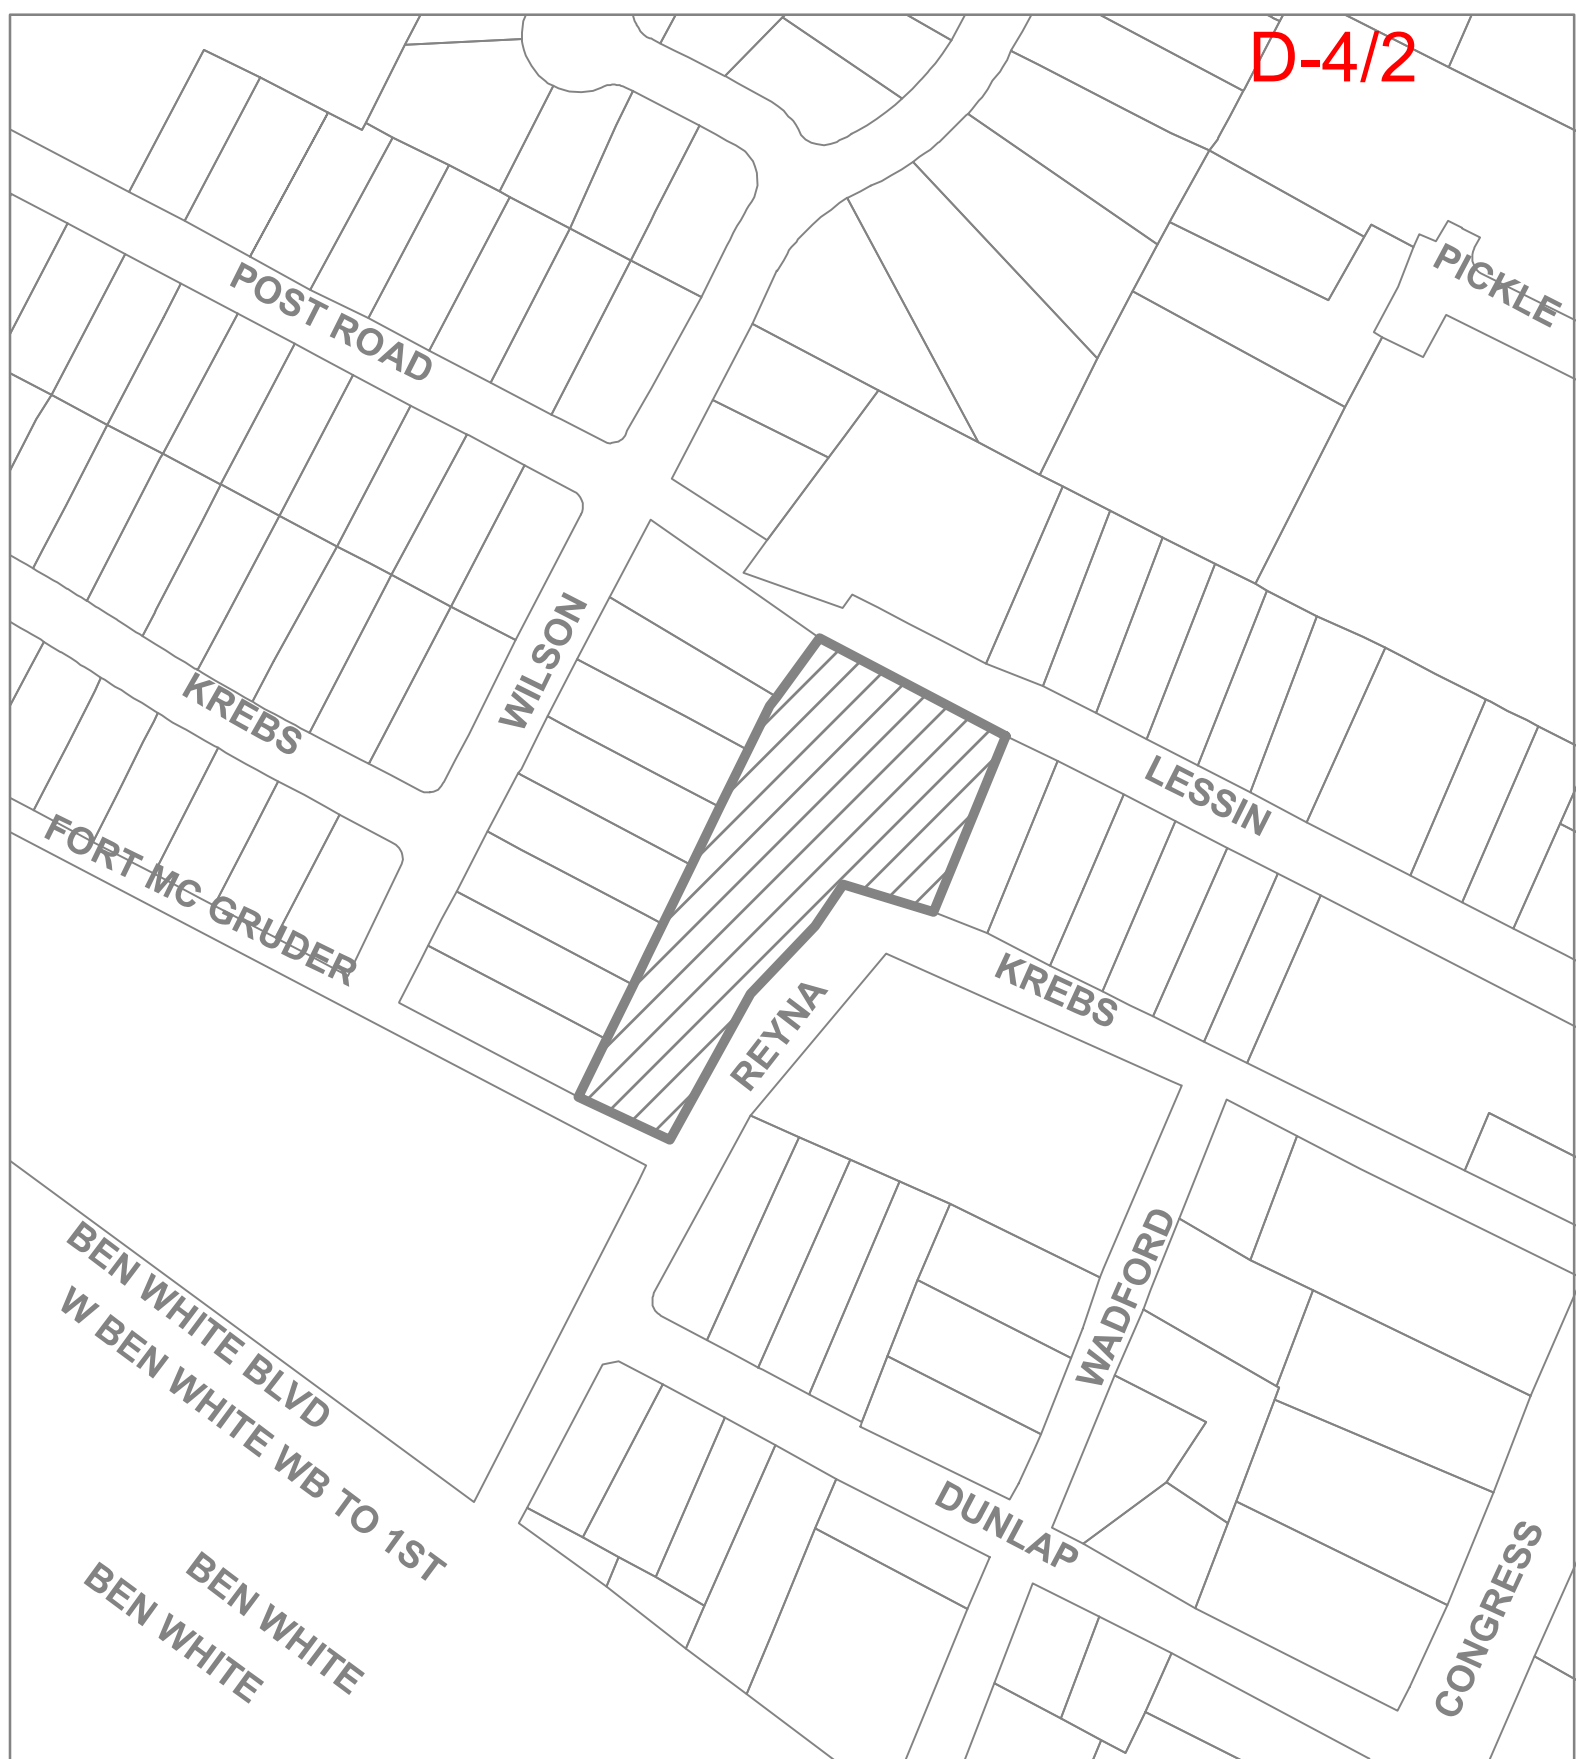 D-4/2
PICKLE
POST ROAD
WILSON
KREBS
LESSIN
FORT MC GRUDER
KREBS
REYNA
WADFORD
BEN WHITE BLVD
W BEN WHITE WB TO 1ST
DUNLAP
CONGRESS
BEN WHITE
BEN WHITE